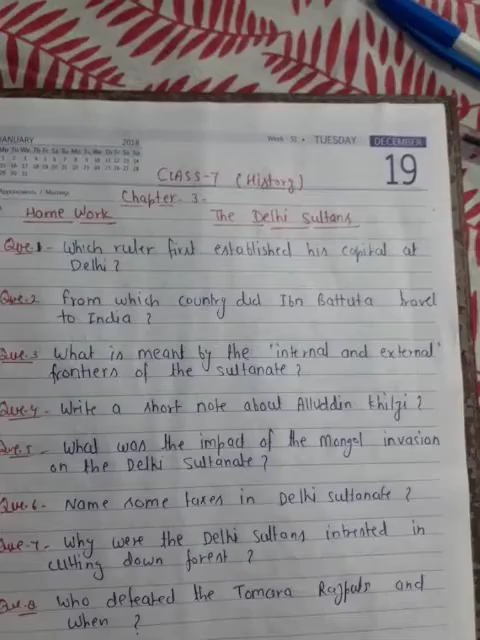 JANUARY 2018
Week · 51 · TUESDAY DECEMBER
19
CLASS-7 (History)
Chapter - 3 -
Home Work The Delhi Sultans
Que 1 - Which ruler first established his capital at
Delhi?
Que.2 From which country did Ibn Battuta travel
to India ?
Que.3 What is meant by the 'internal and external'
frontiers of the sultanate ?
Que.4 - Write a short note about Alluddin Khilzi ?
Que.5 - What was the impact of the Mongol invasion
on the Delhi Sultanate ?
Que.6 - Name some taxes in Delhi sultanate ?
Que-7 - Why were the Delhi Sultans intrested in
cutting down forest ?
Que.8 Who defeated the Tomara Rajputs and
when ?